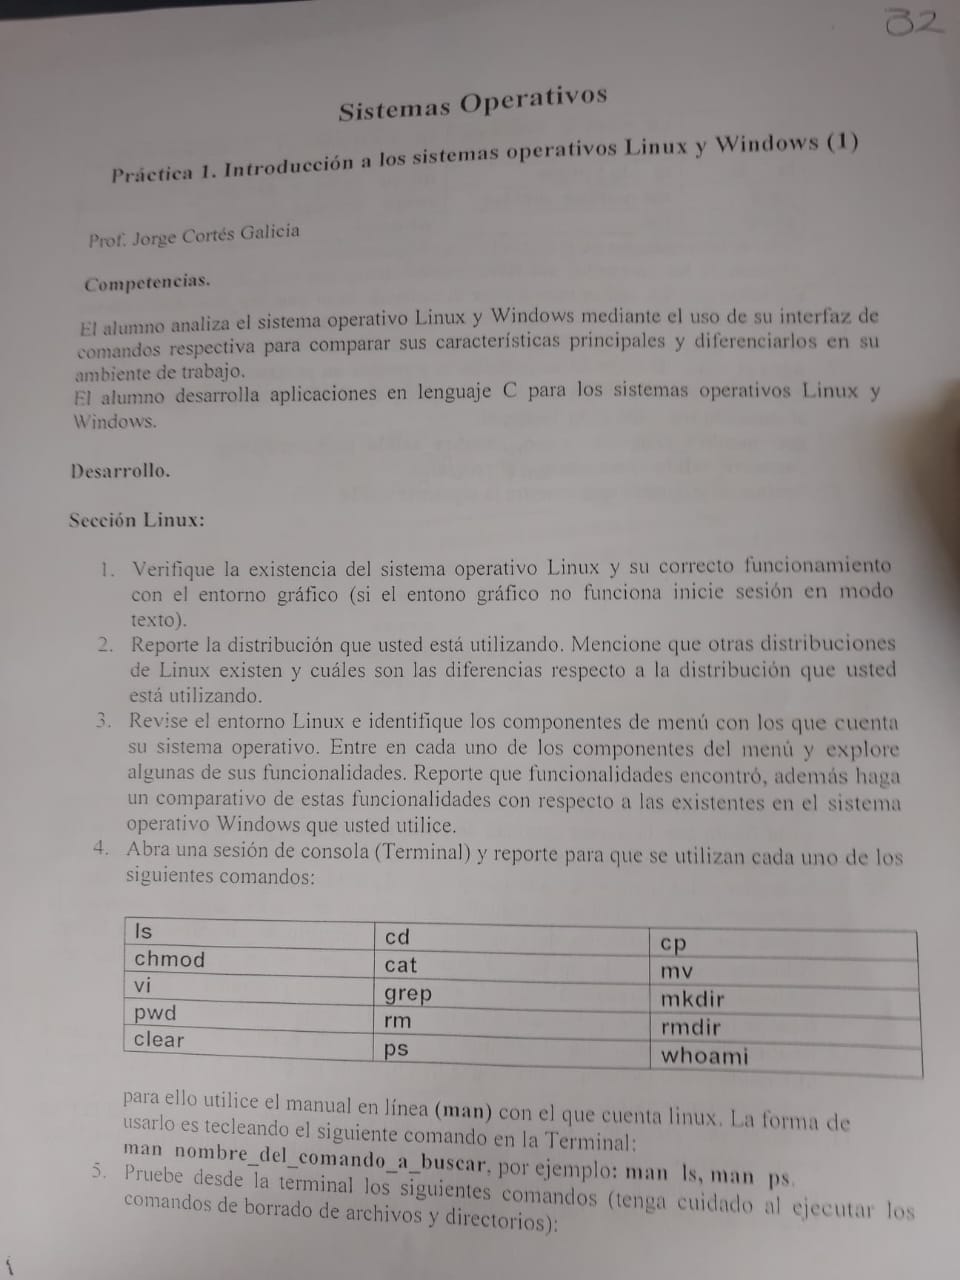 32
Sistemas Operativos
Práctica 1. Introducción a los sistemas operativos Linux y Windows (1)
Prof. Jorge Cortés Galicia
Competencias.
El alumno analiza el sistema operativo Linux y Windows mediante el uso de su interfaz de
comandos respectiva para comparar sus características principales y diferenciarlos en su
ambiente de trabajo.
El alumno desarrolla aplicaciones en lenguaje C para los sistemas operativos Linux y
Windows.
Desarrollo.
Sección Linux:
1. Verifique la existencia del sistema operativo Linux y su correcto funcionamiento
con el entorno gráfico (si el entono gráfico no funciona inicie sesión en modo
texto).
2. Reporte la distribución que usted está utilizando. Mencione que otras distribuciones
de Linux existen y cuáles son las diferencias respecto a la distribución que usted
está utilizando.
3. Revise el entorno Linux e identifique los componentes de menú con los que cuenta
su sistema operativo. Entre en cada uno de los componentes del menú y explore
algunas de sus funcionalidades. Reporte que funcionalidades encontró, además haga
un comparativo de estas funcionalidades con respecto a las existentes en el sistema
operativo Windows que usted utilice.
4. Abra una sesión de consola (Terminal) y reporte para que se utilizan cada uno de los
siguientes comandos:
ls cd cp
chmod cat mv
vi grep mkdir
pwd rm rmdir
clear ps whoami
para ello utilice el manual en línea (man) con el que cuenta linux. La forma de
usarlo es tecleando el siguiente comando en la Terminal:
man nombre_del_comando_a_buscar, por ejemplo: man ls, man ps.
5. Pruebe desde la terminal los siguientes comandos (tenga cuidado al ejecutar los
comandos de borrado de archivos y directorios):